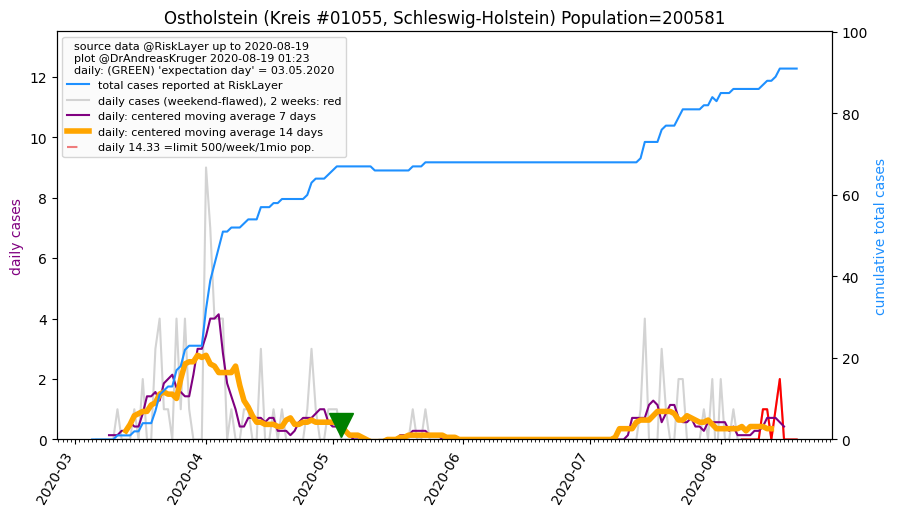 Ostholstein (Kreis #01055, Schleswig-Holstein) Population=200581
source data @RiskLayer up to 2020-08-19
plot @DrAndreasKruger 2020-08-19 01:23
daily: (GREEN) 'expectation day' = 03.05.2020
total cases reported at RiskLayer
daily cases (weekend-flawed), 2 weeks: red
daily: centered moving average 7 days
daily: centered moving average 14 days
daily 14.33 =limit 500/week/1mio pop.
daily cases
12
10
8
6
4
2
0
cumulative total cases
100
80
60
40
20
0
2020-03
2020-04
2020-05
2020-06
2020-07
2020-08